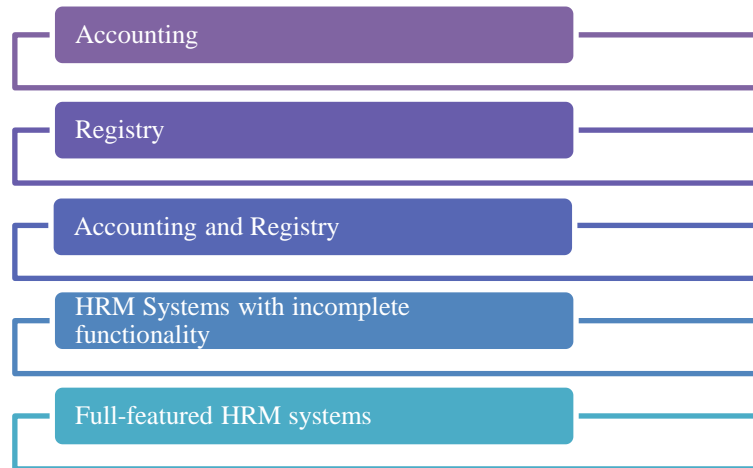 Accounting
Registry
Accounting and Registry
HRM Systems with incomplete
functionality
Full-featured HRM systems